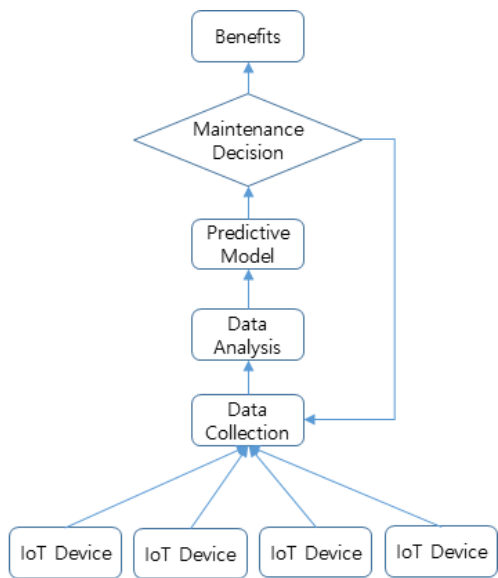 Benefits
Maintenance
Decision
Predictive
Model
Data
Analysis
Data
Collection
IoT Device
IoT Device
IoT Device
IoT Device